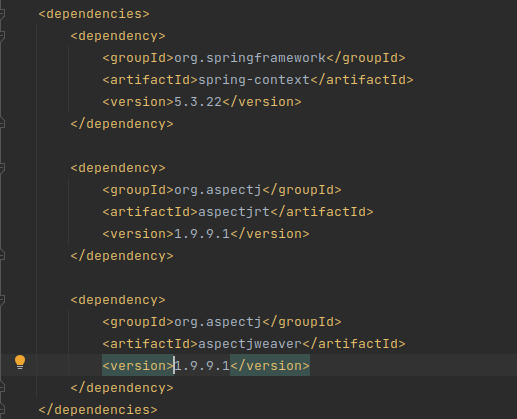 <dependencies>
<dependency>
<groupId>org.springframework</groupId>
<artifactId>spring-context</artifactId>
<version>5.3.22</version>
</dependency>
<dependency>
<groupId>org.aspectj</groupId>
<artifactId>aspectjrt</artifactId>
<version>1.9.9.1</version>
</dependency>
<dependency>
<groupId>org.aspectj</groupId>
<artifactId>aspectjweaver</artifactId>
<version>1.9.9.1</version>
</dependency>
</dependencies>